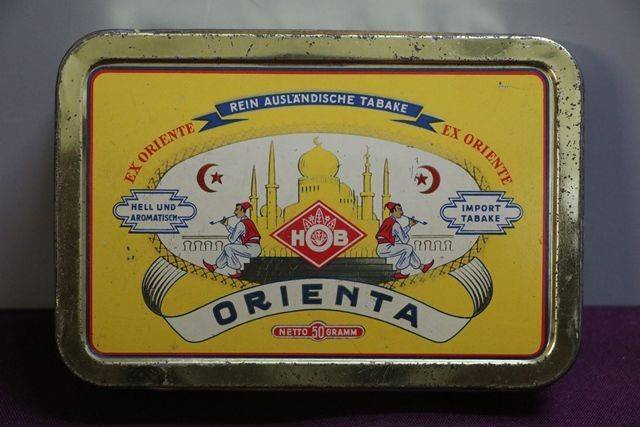 REIN AUSLÄNDISCHE TABAKE
EX ORIENTE
EX ORIENTE
HELL UND
AROMATISCH
IMPORT
TABAKE
HOB
ORIENTA
NETTO 50 GRAMM